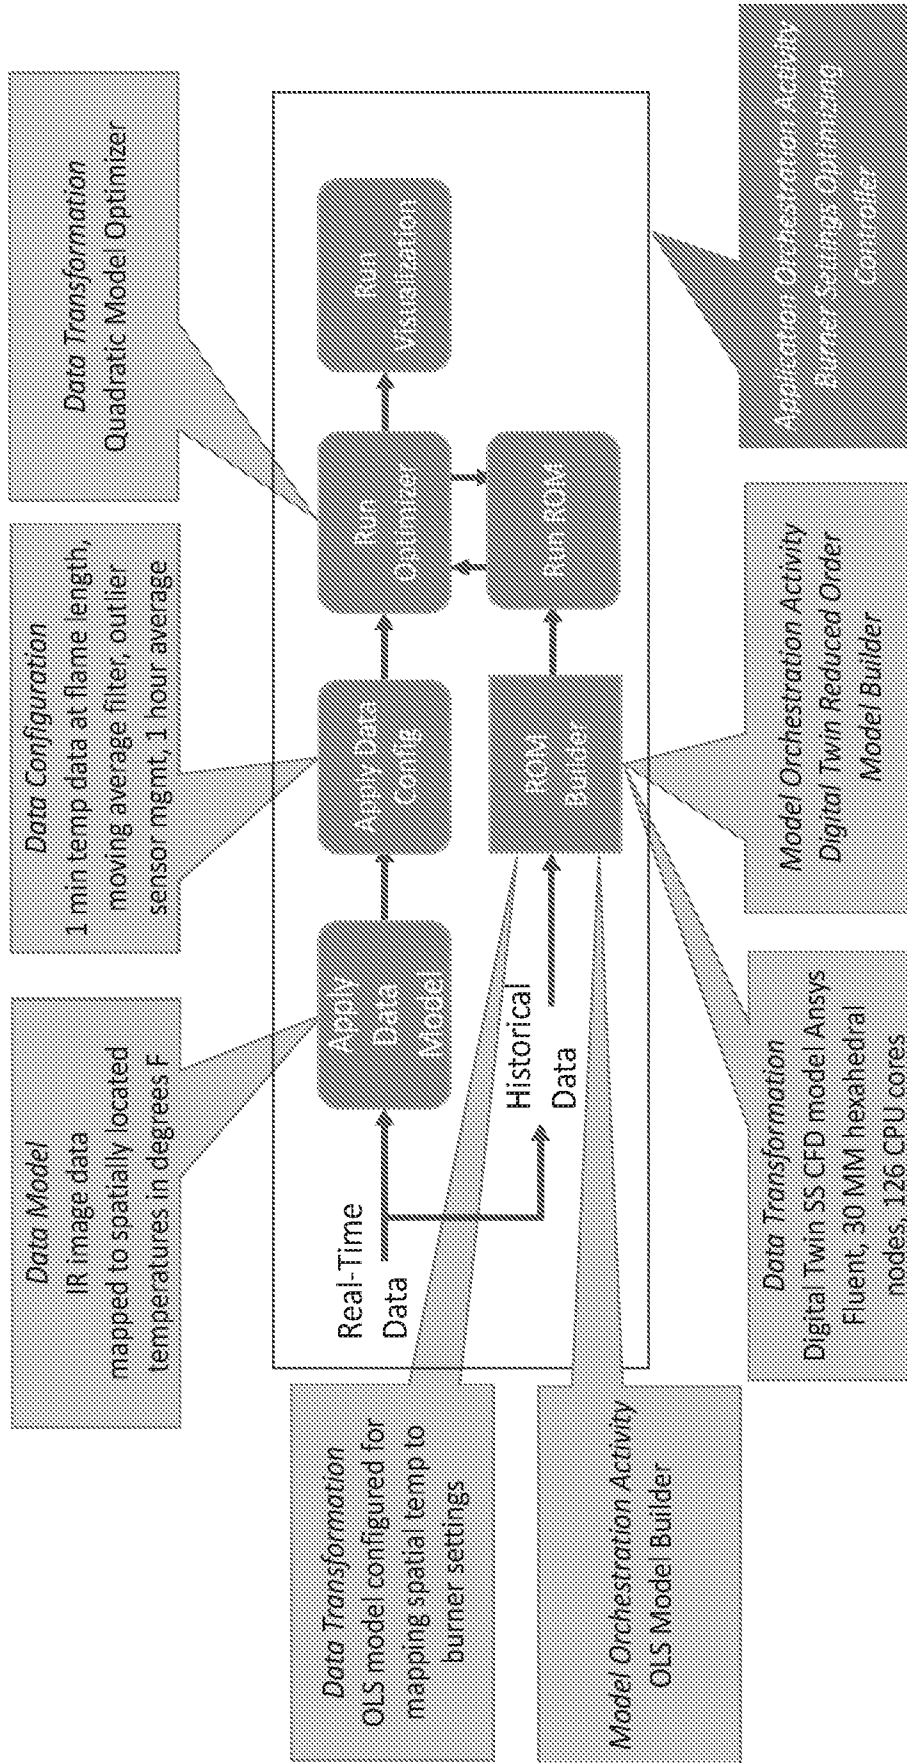 Data Model
IR image data
mapped to spatially located
temperatures in degrees F
Data Configuration
1 min temp data at flame length,
moving average filter, outlier
sensor mgmt, 1 hour average
Data Transformation
Quadratic Model Optimizer
Real-Time
Data
Apply
Data
Model
Apply Data
Config
Run
Optimizer
Run
Visualization
Historical
Data
ROM
Builder
Run ROM
Data Transformation
OLS model configured for
mapping spatial temp to
burner settings
Model Orchestration Activity
OLS Model Builder
Data Transformation
Digital Twin SS CFD model Ansys
Fluent, 30 MM hexahedral
nodes, 126 CPU cores
Model Orchestration Activity
Digital Twin Reduced Order
Model Builder
Application Orchestration Activity
Burner Settings Optimizing
Controller